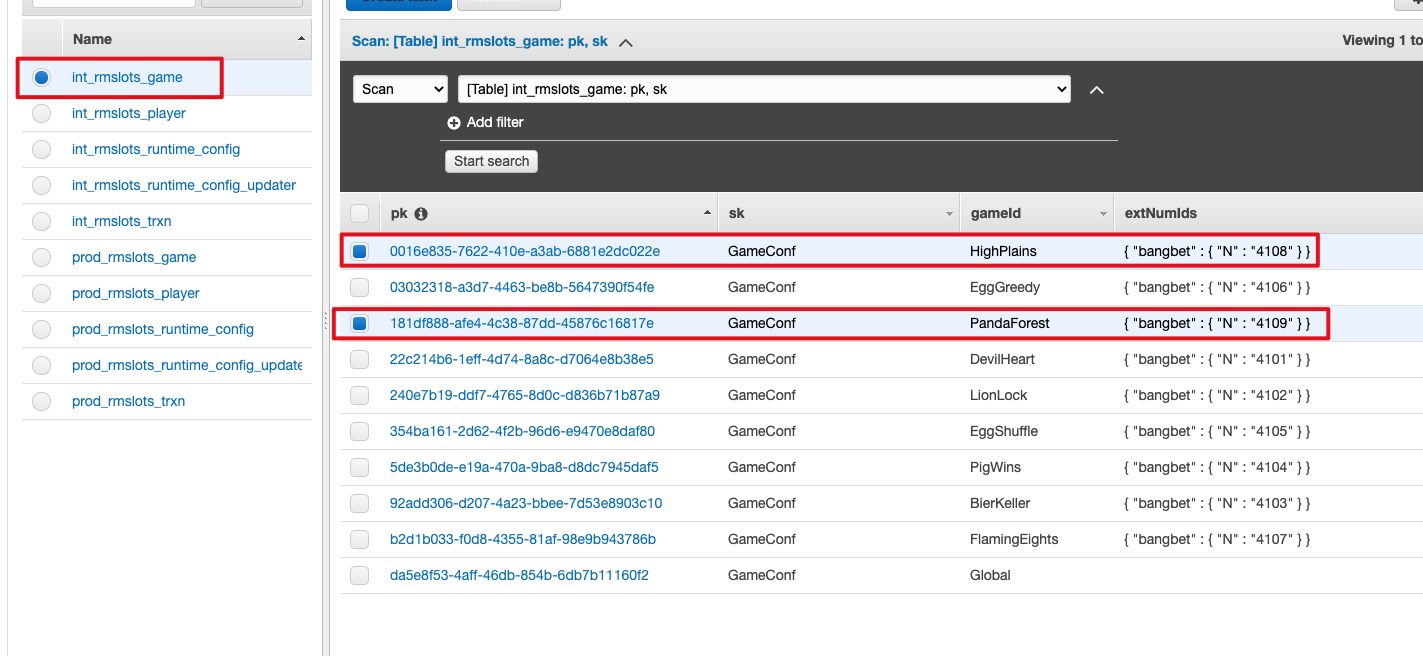 Name
int_rmslots_game
int_rmslots_player
int_rmslots_runtime_config
int_rmslots_runtime_config_updater
int_rmslots_trxn
prod_rmslots_game
prod_rmslots_player
prod_rmslots_runtime_config
prod_rmslots_runtime_config_update
prod_rmslots_trxn
Scan: [Table] int_rmslots_game: pk, sk
Viewing 1 to
Scan [Table] int_rmslots_game: pk, sk
Add filter
Start search
pk sk gameId extNumIds
0016e835-7622-410e-a3ab-6881e2dc022e GameConf HighPlains { "bangbet" : { "N" : "4108" } }
03032318-a3d7-4463-be8b-5647390f54fe GameConf EggGreedy { "bangbet" : { "N" : "4106" } }
181df888-afe4-4c38-87dd-45876c16817e GameConf PandaForest { "bangbet" : { "N" : "4109" } }
22c214b6-1eff-4d74-8a8c-d7064e8b38e5 GameConf DevilHeart { "bangbet" : { "N" : "4101" } }
240e7b19-ddf7-4765-8d0c-d836b71b87a9 GameConf LionLock { "bangbet" : { "N" : "4102" } }
354ba161-2d62-4f2b-96d6-e9470e8daf80 GameConf EggShuffle { "bangbet" : { "N" : "4105" } }
5de3b0de-e19a-470a-9ba8-d8dc7945daf5 GameConf PigWins { "bangbet" : { "N" : "4104" } }
92add306-d207-4a23-bbee-7d53e8903c10 GameConf BierKeller { "bangbet" : { "N" : "4103" } }
b2d1b033-f0d8-4355-81af-98e9b943786b GameConf FlamingEights { "bangbet" : { "N" : "4107" } }
da5e8f53-4aff-46db-854b-6db7b11160f2 GameConf Global